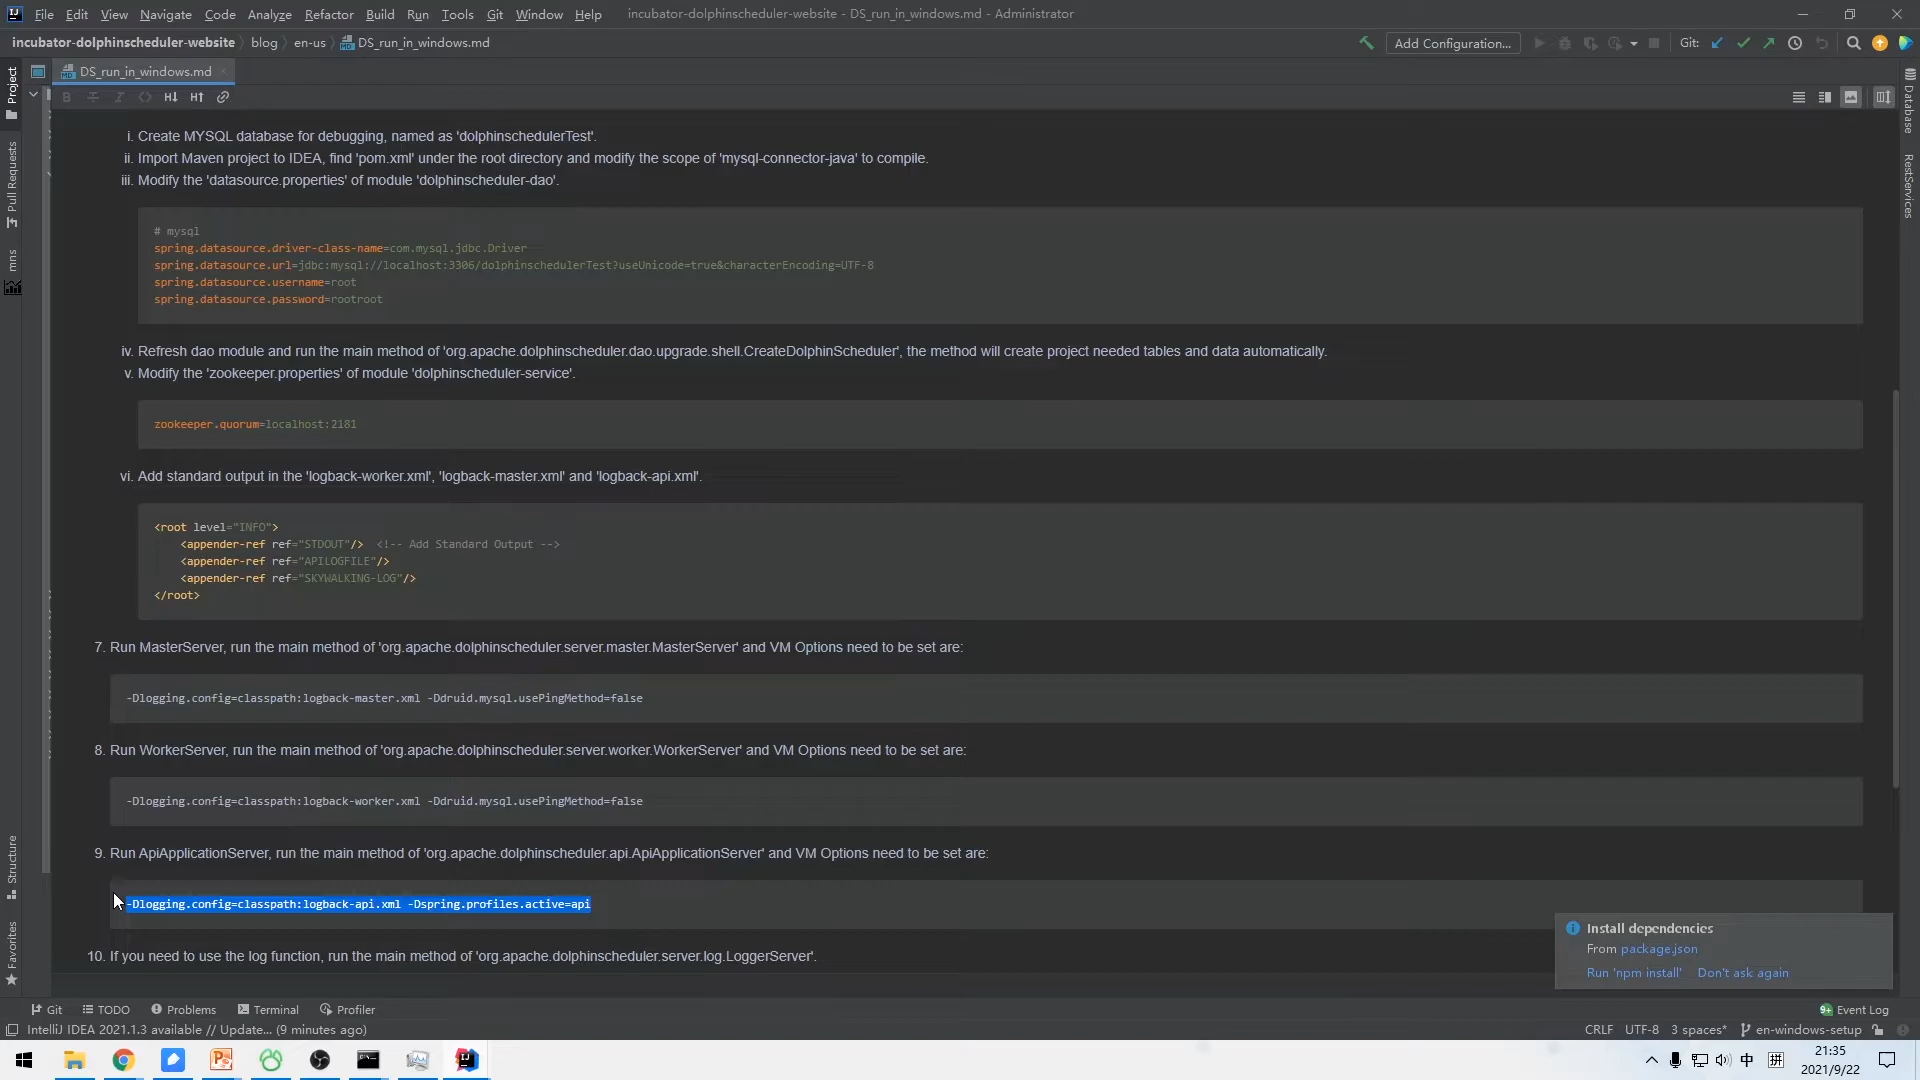 File Edit View Navigate Code Analyze Refactor Build Run Tools Git Window Help incubator-dolphinscheduler-website - DS_run_in_windows.md - Administrator
incubator-dolphinscheduler-website blog en-us DS_run_in_windows.md Add Configuration... Git:
DS_run_in_windows.md
Project
Pull Requests
mns
Structure
Favorites
Database
RestServices
i. Create MYSQL database for debugging, named as 'dolphinschedulerTest'.
ii. Import Maven project to IDEA, find 'pom.xml' under the root directory and modify the scope of 'mysql-connector-java' to compile.
iii. Modify the 'datasource.properties' of module 'dolphinscheduler-dao'.
# mysql
spring.datasource.driver-class-name=com.mysql.jdbc.Driver
spring.datasource.url=jdbc:mysql://localhost:3306/dolphinschedulerTest?useUnicode=true&characterEncoding=UTF-8
spring.datasource.username=root
spring.datasource.password=rootroot
iv. Refresh dao module and run the main method of 'org.apache.dolphinscheduler.dao.upgrade.shell.CreateDolphinScheduler', the method will create project needed tables and data automatically.
v. Modify the 'zookeeper.properties' of module 'dolphinscheduler-service'.
zookeeper.quorum=localhost:2181
vi. Add standard output in the 'logback-worker.xml', 'logback-master.xml' and 'logback-api.xml'.
<root level="INFO">
<appender-ref ref="STDOUT"/> <!-- Add Standard Output -->
<appender-ref ref="APILOGFILE"/>
<appender-ref ref="SKYWALKING-LOG"/>
</root>
7. Run MasterServer, run the main method of 'org.apache.dolphinscheduler.server.master.MasterServer' and VM Options need to be set are:
-Dlogging.config=classpath:logback-master.xml -Ddruid.mysql.usePingMethod=false
8. Run WorkerServer, run the main method of 'org.apache.dolphinscheduler.server.worker.WorkerServer' and VM Options need to be set are:
-Dlogging.config=classpath:logback-worker.xml -Ddruid.mysql.usePingMethod=false
9. Run ApiApplicationServer, run the main method of 'org.apache.dolphinscheduler.api.ApiApplicationServer' and VM Options need to be set are:
-Dlogging.config=classpath:logback-api.xml -Dspring.profiles.active=api
10. If you need to use the log function, run the main method of 'org.apache.dolphinscheduler.server.log.LoggerServer'.
Install dependencies
From package.json
Run 'npm install' Don't ask again
Git TODO Problems Terminal Profiler Event Log
IntelliJ IDEA 2021.1.3 available // Update... (9 minutes ago) CRLF UTF-8 3 spaces* en-windows-setup
中 拼 21:35
2021/9/22